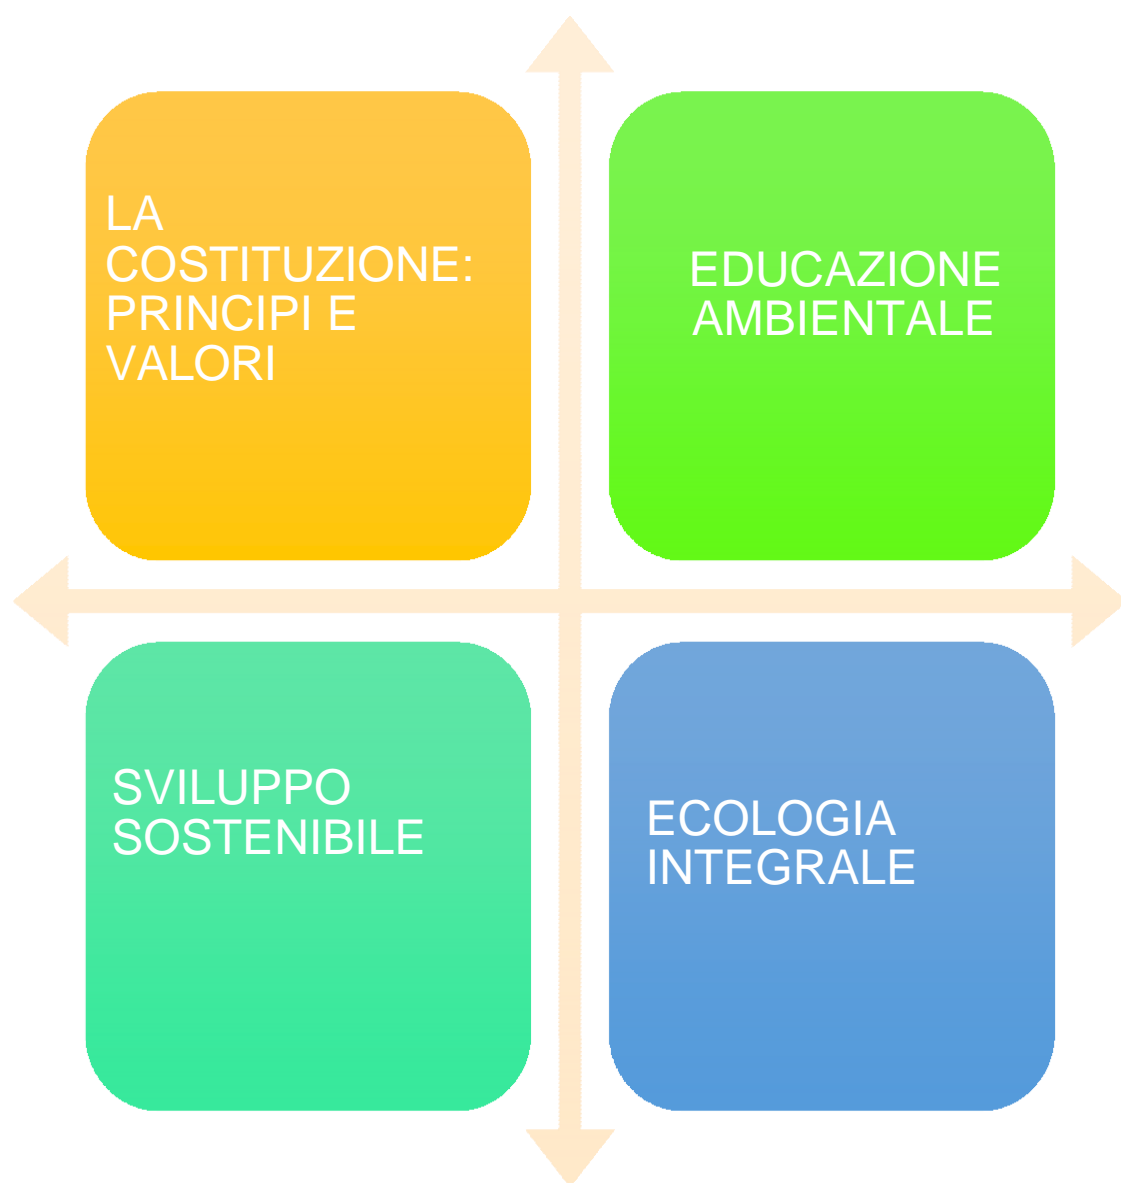 LA
COSTITUZIONE:
PRINCIPI E
VALORI
EDUCAZIONE
AMBIENTALE
SVILUPPO
SOSTENIBILE
ECOLOGIA
INTEGRALE